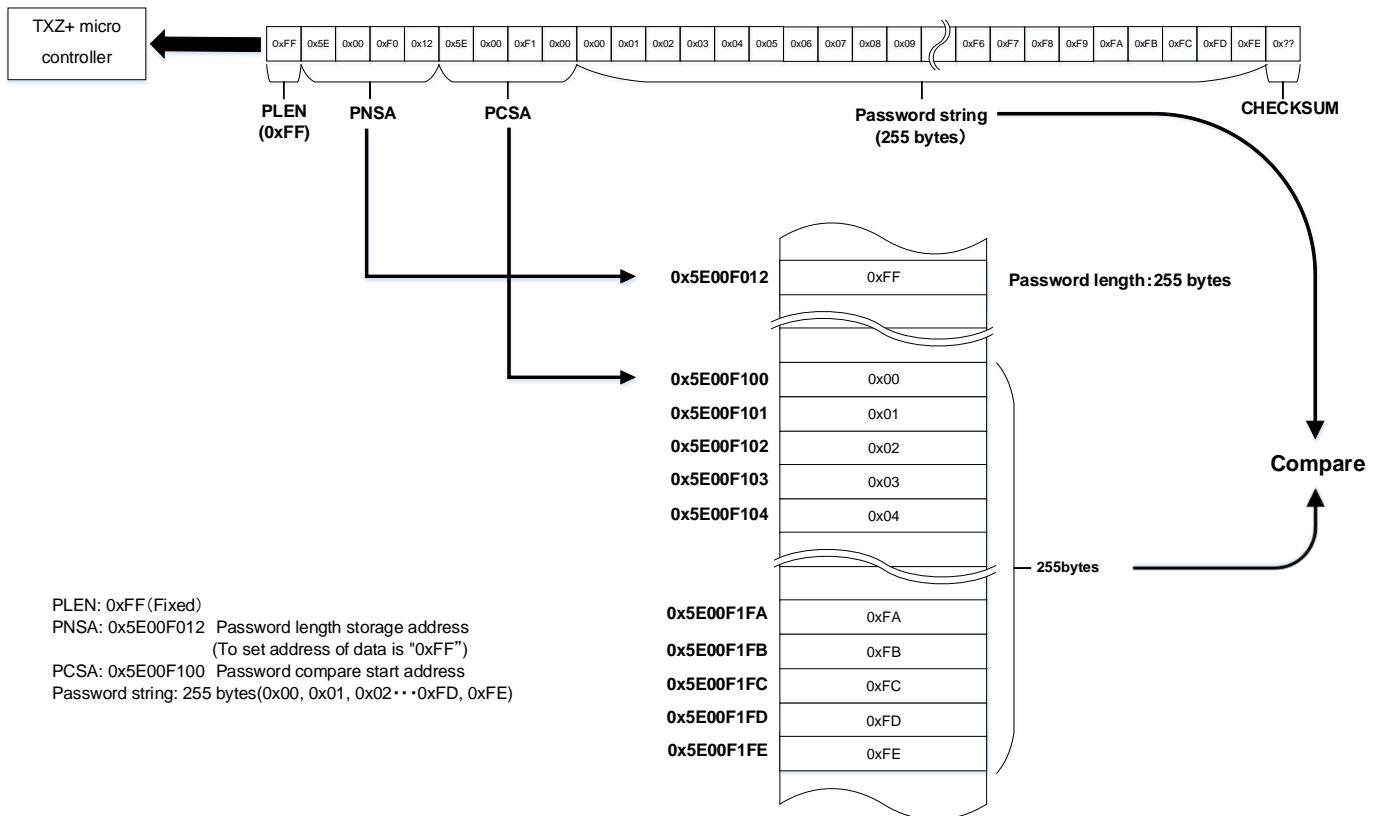 TXZ+ micro
controller
0xFF 0x5E 0x00 0xF0 0x12 0x5E 0x00 0xF1 0x00 0x00 0x01 0x02 0x03 0x04 0x05 0x06 0x07 0x08 0x09 0xF6 0xF7 0xF8 0xF9 0xFA 0xFB 0xFC 0xFD 0xFE 0x??
PLEN
(0xFF)
PNSA
PCSA
Password string
(255 bytes)
CHECKSUM
0x5E00F012 0xFF Password length:255 bytes
0x5E00F100 0x00
0x5E00F101 0x01
0x5E00F102 0x02
0x5E00F103 0x03
0x5E00F104 0x04
Compare
255bytes
0x5E00F1FA 0xFA
0x5E00F1FB 0xFB
0x5E00F1FC 0xFC
0x5E00F1FD 0xFD
0x5E00F1FE 0xFE
PLEN: 0xFF(Fixed)
PNSA: 0x5E00F012 Password length storage address
(To set address of data is "0xFF")
PCSA: 0x5E00F100 Password compare start address
Password string: 255 bytes(0x00, 0x01, 0x02･･･0xFD, 0xFE)